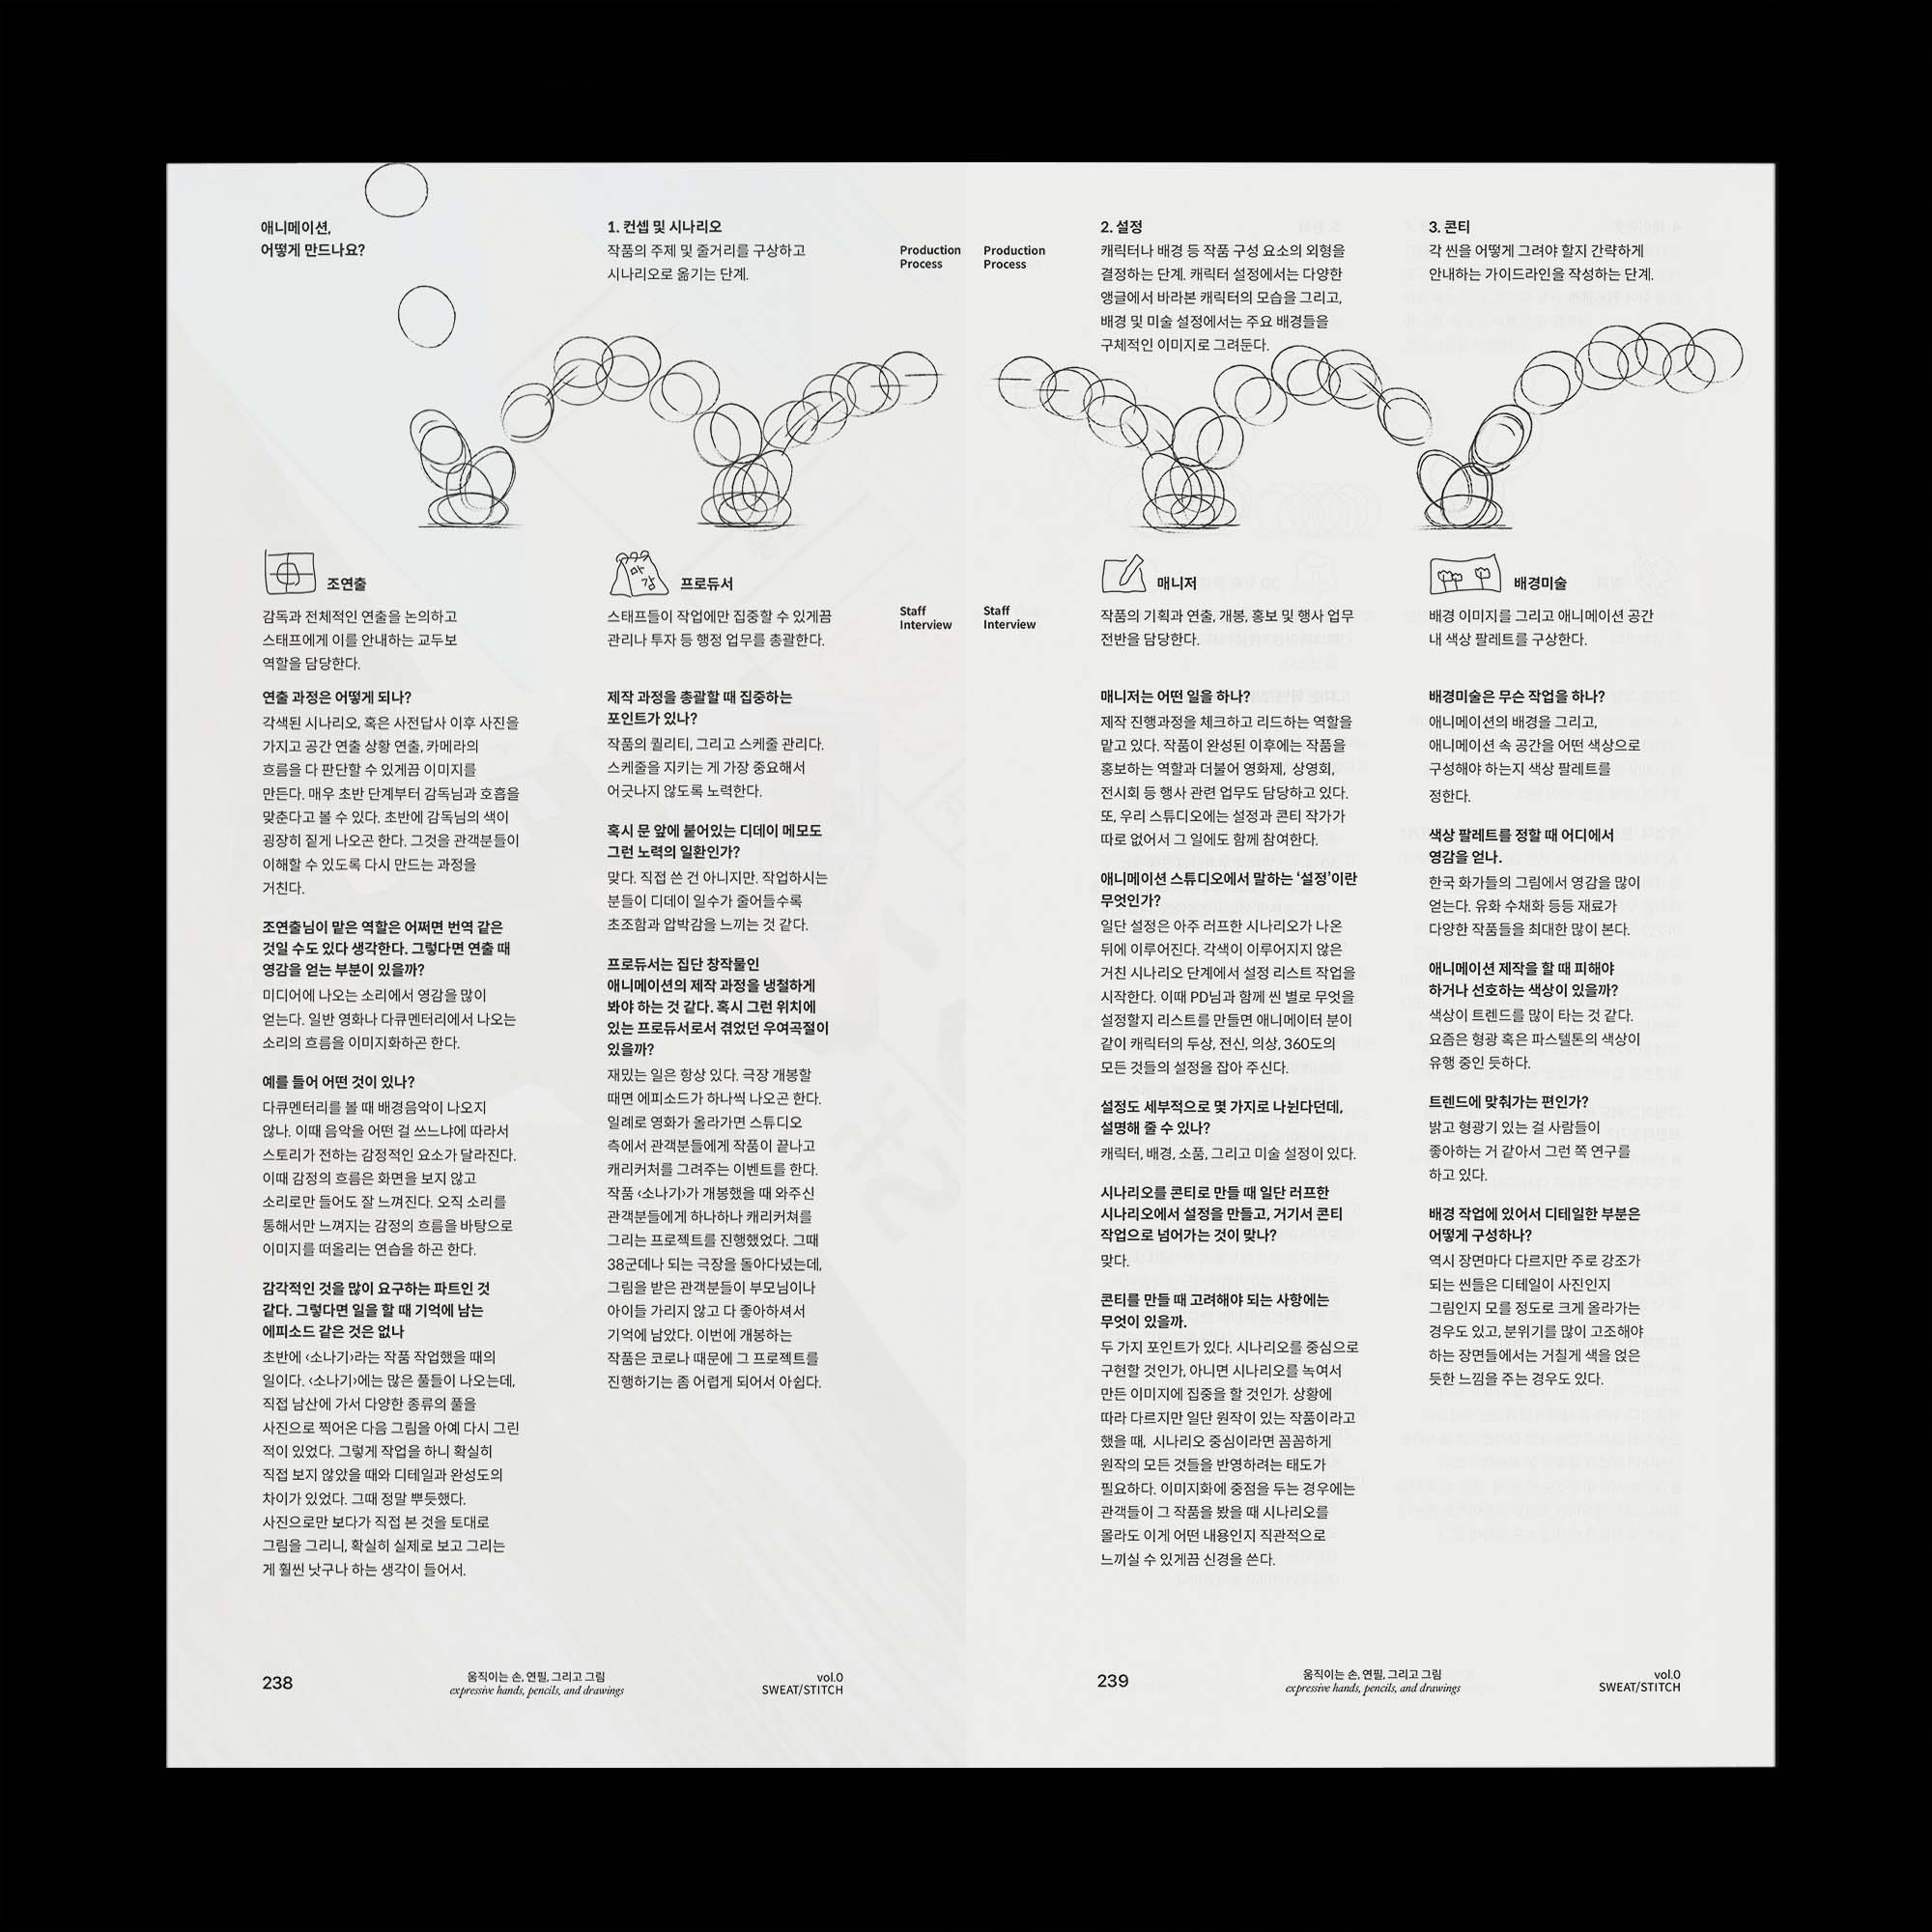 애니메이션,
어떻게 만드나요?
1. 컨셉 및 시나리오
작품의 주제 및 줄거리를 구상하고
시나리오로 옮기는 단계.
Production
Process
Production
Process
2. 설정
캐릭터나 배경 등 작품 구성 요소의 외형을
결정하는 단계. 캐릭터 설정에서는 다양한
앵글에서 바라본 캐릭터의 모습을 그리고,
배경 및 미술 설정에서는 주요 배경들을
구체적인 이미지로 그려둔다.
3. 콘티
각 씬을 어떻게 그려야 할지 간략하게
안내하는 가이드라인을 작성하는 단계.
조연출
감독과 전체적인 연출을 논의하고
스태프에게 이를 안내하는 교두보
역할을 담당한다.
연출 과정은 어떻게 되나?
각색된 시나리오, 혹은 사전답사 이후 사진을
가지고 공간 연출 상황 연출, 카메라의
흐름을 다 판단할 수 있게끔 이미지를
만든다. 매우 초반 단계부터 감독님과 호흡을
맞춘다고 볼 수 있다. 초반에 감독님의 색이
굉장히 짙게 나오곤 한다. 그것을 관객분들이
이해할 수 있도록 다시 만드는 과정을
거친다.
조연출님이 맡은 역할은 어쩌면 번역 같은
것일 수도 있다 생각한다. 그렇다면 연출 때
영감을 얻는 부분이 있을까?
미디어에 나오는 소리에서 영감을 많이
얻는다. 일반 영화나 다큐멘터리에서 나오는
소리의 흐름을 이미지화하곤 한다.
예를 들어 어떤 것이 있나?
다큐멘터리를 볼 때 배경음악이 나오지
않나. 이때 음악을 어떤 걸 쓰느냐에 따라서
스토리가 전하는 감정적인 요소가 달라진다.
이때 감정의 흐름은 화면을 보지 않고
소리로만 들어도 잘 느껴진다. 오직 소리를
통해서만 느껴지는 감정의 흐름을 바탕으로
이미지를 떠올리는 연습을 하곤 한다.
감각적인 것을 많이 요구하는 파트인 것
같다. 그렇다면 일을 할 때 기억에 남는
에피소드 같은 것은 없나
초반에 ‹소나기›라는 작품 작업했을 때의
일이다. ‹소나기›에는 많은 풀들이 나오는데,
직접 남산에 가서 다양한 종류의 풀을
사진으로 찍어온 다음 그림을 아예 다시 그린
적이 있었다. 그렇게 작업을 하니 확실히
직접 보지 않았을 때와 디테일과 완성도의
차이가 있었다. 그때 정말 뿌듯했다.
사진으로만 보다가 직접 본 것을 토대로
그림을 그리니, 확실히 실제로 보고 그리는
게 훨씬 낫구나 하는 생각이 들어서.
마
감
프로듀서
스태프들이 작업에만 집중할 수 있게끔
관리나 투자 등 행정 업무를 총괄한다.
제작 과정을 총괄할 때 집중하는
포인트가 있나?
작품의 퀄리티, 그리고 스케줄 관리다.
스케줄을 지키는 게 가장 중요해서
어긋나지 않도록 노력한다.
혹시 문 앞에 붙어있는 디데이 메모도
그런 노력의 일환인가?
맞다. 직접 쓴 건 아니지만. 작업하시는
분들이 디데이 일수가 줄어들수록
초조함과 압박감을 느끼는 것 같다.
프로듀서는 집단 창작물인
애니메이션의 제작 과정을 냉철하게
봐야 하는 것 같다. 혹시 그런 위치에
있는 프로듀서로서 겪었던 우여곡절이
있을까?
재밌는 일은 항상 있다. 극장 개봉할
때면 에피소드가 하나씩 나오곤 한다.
일례로 영화가 올라가면 스튜디오
측에서 관객분들에게 작품이 끝나고
캐리커처를 그려주는 이벤트를 한다.
작품 ‹소나기›가 개봉했을 때 와주신
관객분들에게 하나하나 캐리커쳐를
그리는 프로젝트를 진행했었다. 그때
38군데나 되는 극장을 돌아다녔는데,
그림을 받은 관객분들이 부모님이나
아이들 가리지 않고 다 좋아하셔서
기억에 남았다. 이번에 개봉하는
작품은 코로나 때문에 그 프로젝트를
진행하기는 좀 어렵게 되어서 아쉽다.
Staff
Interview
Staff
Interview
매니저
작품의 기획과 연출, 개봉, 홍보 및 행사 업무
전반을 담당한다.
매니저는 어떤 일을 하나?
제작 진행과정을 체크하고 리드하는 역할을
맡고 있다. 작품이 완성된 이후에는 작품을
홍보하는 역할과 더불어 영화제, 상영회,
전시회 등 행사 관련 업무도 담당하고 있다.
또, 우리 스튜디오에는 설정과 콘티 작가가
따로 없어서 그 일에도 함께 참여한다.
애니메이션 스튜디오에서 말하는 ‘설정’이란
무엇인가?
일단 설정은 아주 러프한 시나리오가 나온
뒤에 이루어진다. 각색이 이루어지지 않은
거친 시나리오 단계에서 설정 리스트 작업을
시작한다. 이때 PD님과 함께 씬 별로 무엇을
설정할지 리스트를 만들면 애니메이터 분이
같이 캐릭터의 두상, 전신, 의상, 360도의
모든 것들의 설정을 잡아 주신다.
설정도 세부적으로 몇 가지로 나뉜다던데,
설명해 줄 수 있나?
캐릭터, 배경, 소품, 그리고 미술 설정이 있다.
시나리오를 콘티로 만들 때 일단 러프한
시나리오에서 설정을 만들고, 거기서 콘티
작업으로 넘어가는 것이 맞나?
맞다.
콘티를 만들 때 고려해야 되는 사항에는
무엇이 있을까.
두 가지 포인트가 있다. 시나리오를 중심으로
구현할 것인가, 아니면 시나리오를 녹여서
만든 이미지에 집중을 할 것인가. 상황에
따라 다르지만 일단 원작이 있는 작품이라고
했을 때, 시나리오 중심이라면 꼼꼼하게
원작의 모든 것들을 반영하려는 태도가
필요하다. 이미지화에 중점을 두는 경우에는
관객들이 그 작품을 봤을 때 시나리오를
몰라도 이게 어떤 내용인지 직관적으로
느끼실 수 있게끔 신경을 쓴다.
배경미술
배경 이미지를 그리고 애니메이션 공간
내 색상 팔레트를 구상한다.
배경미술은 무슨 작업을 하나?
애니메이션의 배경을 그리고,
애니메이션 속 공간을 어떤 색상으로
구성해야 하는지 색상 팔레트를
정한다.
색상 팔레트를 정할 때 어디에서
영감을 얻나.
한국 화가들의 그림에서 영감을 많이
얻는다. 유화 수채화 등등 재료가
다양한 작품들을 최대한 많이 본다.
애니메이션 제작을 할 때 피해야
하거나 선호하는 색상이 있을까?
색상이 트렌드를 많이 타는 것 같다.
요즘은 형광 혹은 파스텔톤의 색상이
유행 중인 듯하다.
트렌드에 맞춰가는 편인가?
밝고 형광기 있는 걸 사람들이
좋아하는 거 같아서 그런 쪽 연구를
하고 있다.
배경 작업에 있어서 디테일한 부분은
어떻게 구성하나?
역시 장면마다 다르지만 주로 강조가
되는 씬들은 디테일이 사진인지
그림인지 모를 정도로 크게 올라가는
경우도 있고, 분위기를 많이 고조해야
하는 장면들에서는 거칠게 색을 얹은
듯한 느낌을 주는 경우도 있다.
238
움직이는 손, 연필, 그리고 그림
expressive hands, pencils, and drawings
vol.0
SWEAT/STITCH
239
움직이는 손, 연필, 그리고 그림
expressive hands, pencils, and drawings
vol.0
SWEAT/STITCH